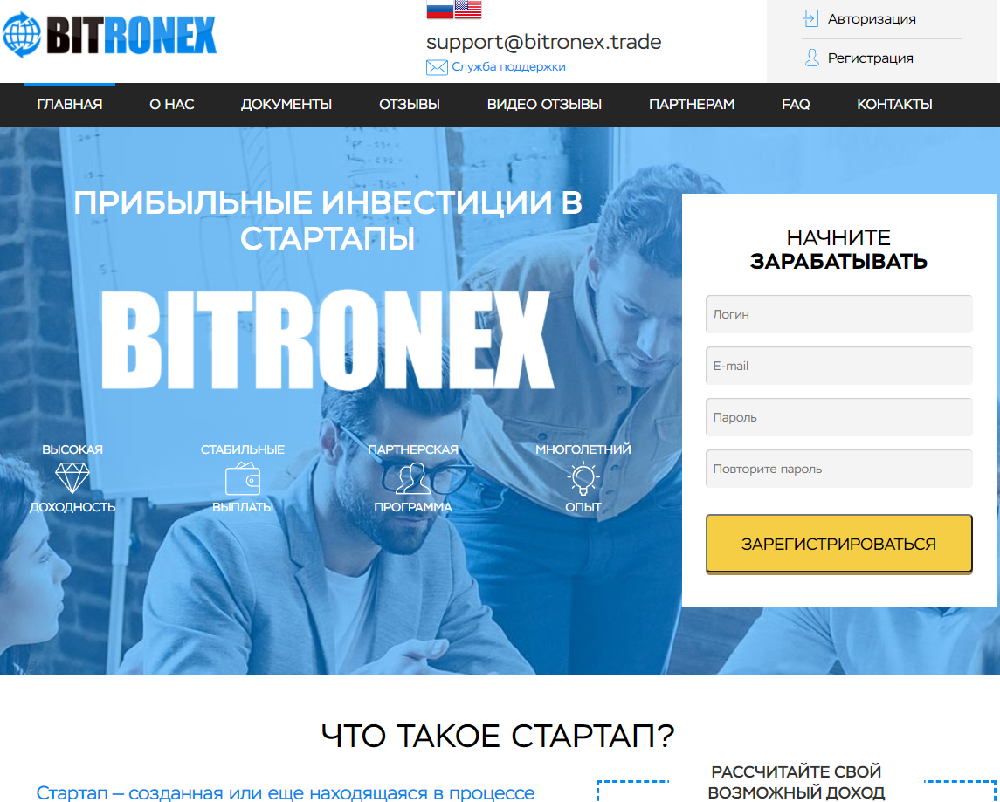 BITRONEX
support@bitronex.trade
Служба поддержки
Авторизация
Регистрация
ГЛАВНАЯ О НАС ДОКУМЕНТЫ ОТЗЫВЫ ВИДЕО ОТЗЫВЫ ПАРТНЕРАМ FAQ КОНТАКТЫ
ПРИБЫЛЬНЫЕ ИНВЕСТИЦИИ В
СТАРТАПЫ
BITRONEX
ВЫСОКАЯ
ДОХОДНОСТЬ
СТАБИЛЬНЫЕ
ВЫПЛАТЫ
ПАРТНЕРСКАЯ
ПРОГРАММА
МНОГОЛЕТНИЙ
ОПЫТ
НАЧНИТЕ
ЗАРАБАТЫВАТЬ
Логин
E-mail
Пароль
Повторите пароль
ЗАРЕГИСТРИРОВАТЬСЯ
ЧТО ТАКОЕ СТАРТАП?
Стартап – созданная или еще находящаяся в процессе
РАССЧИТАЙТЕ СВОЙ
ВОЗМОЖНЫЙ ДОХОД